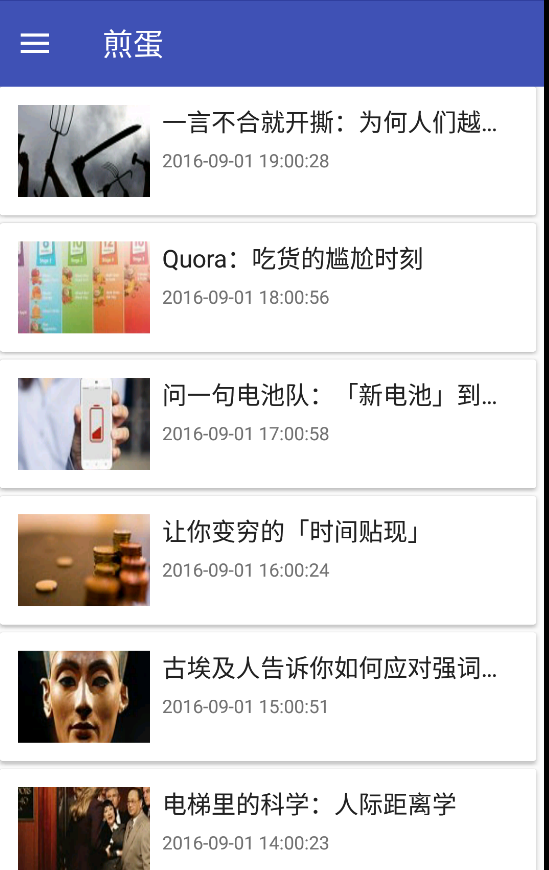 煎蛋
一言不合就开撕：为何人们越…
2016-09-01 19:00:28
Quora：吃货的尴尬时刻
2016-09-01 18:00:56
问一句电池队：「新电池」到…
2016-09-01 17:00:58
让你变穷的「时间贴现」
2016-09-01 16:00:24
古埃及人告诉你如何应对强词…
2016-09-01 15:00:51
电梯里的科学：人际距离学
2016-09-01 14:00:23